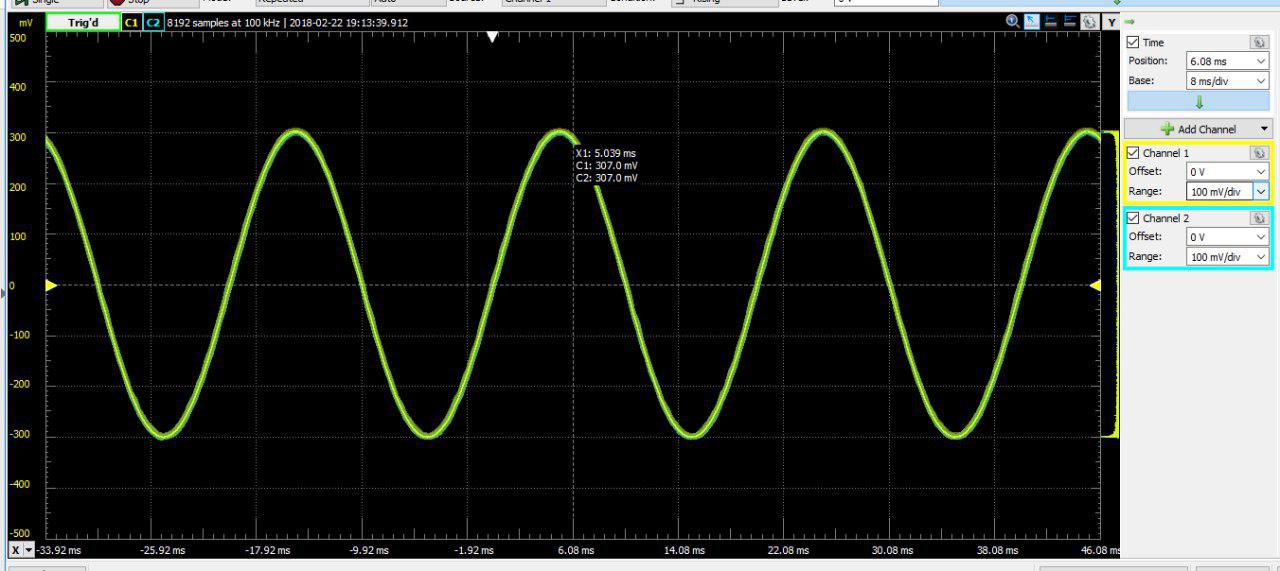 Single Stop Repeated Auto Channel 1 Rising 0 V
mV Trig'd C1 C2 8192 samples at 100 kHz | 2018-02-22 19:13:39.912 Y
500
400
300
200
100
0
-100
-200
-300
-400
-500
X1: 5.039 ms
C1: 307.0 mV
C2: 307.0 mV
X -33.92 ms -25.92 ms -17.92 ms -9.92 ms -1.92 ms 6.08 ms 14.08 ms 22.08 ms 30.08 ms 38.08 ms 46.08 ms
Time
Position: 6.08 ms
Base: 8 ms/div
Add Channel
Channel 1
Offset: 0 V
Range: 100 mV/div
Channel 2
Offset: 0 V
Range: 100 mV/div